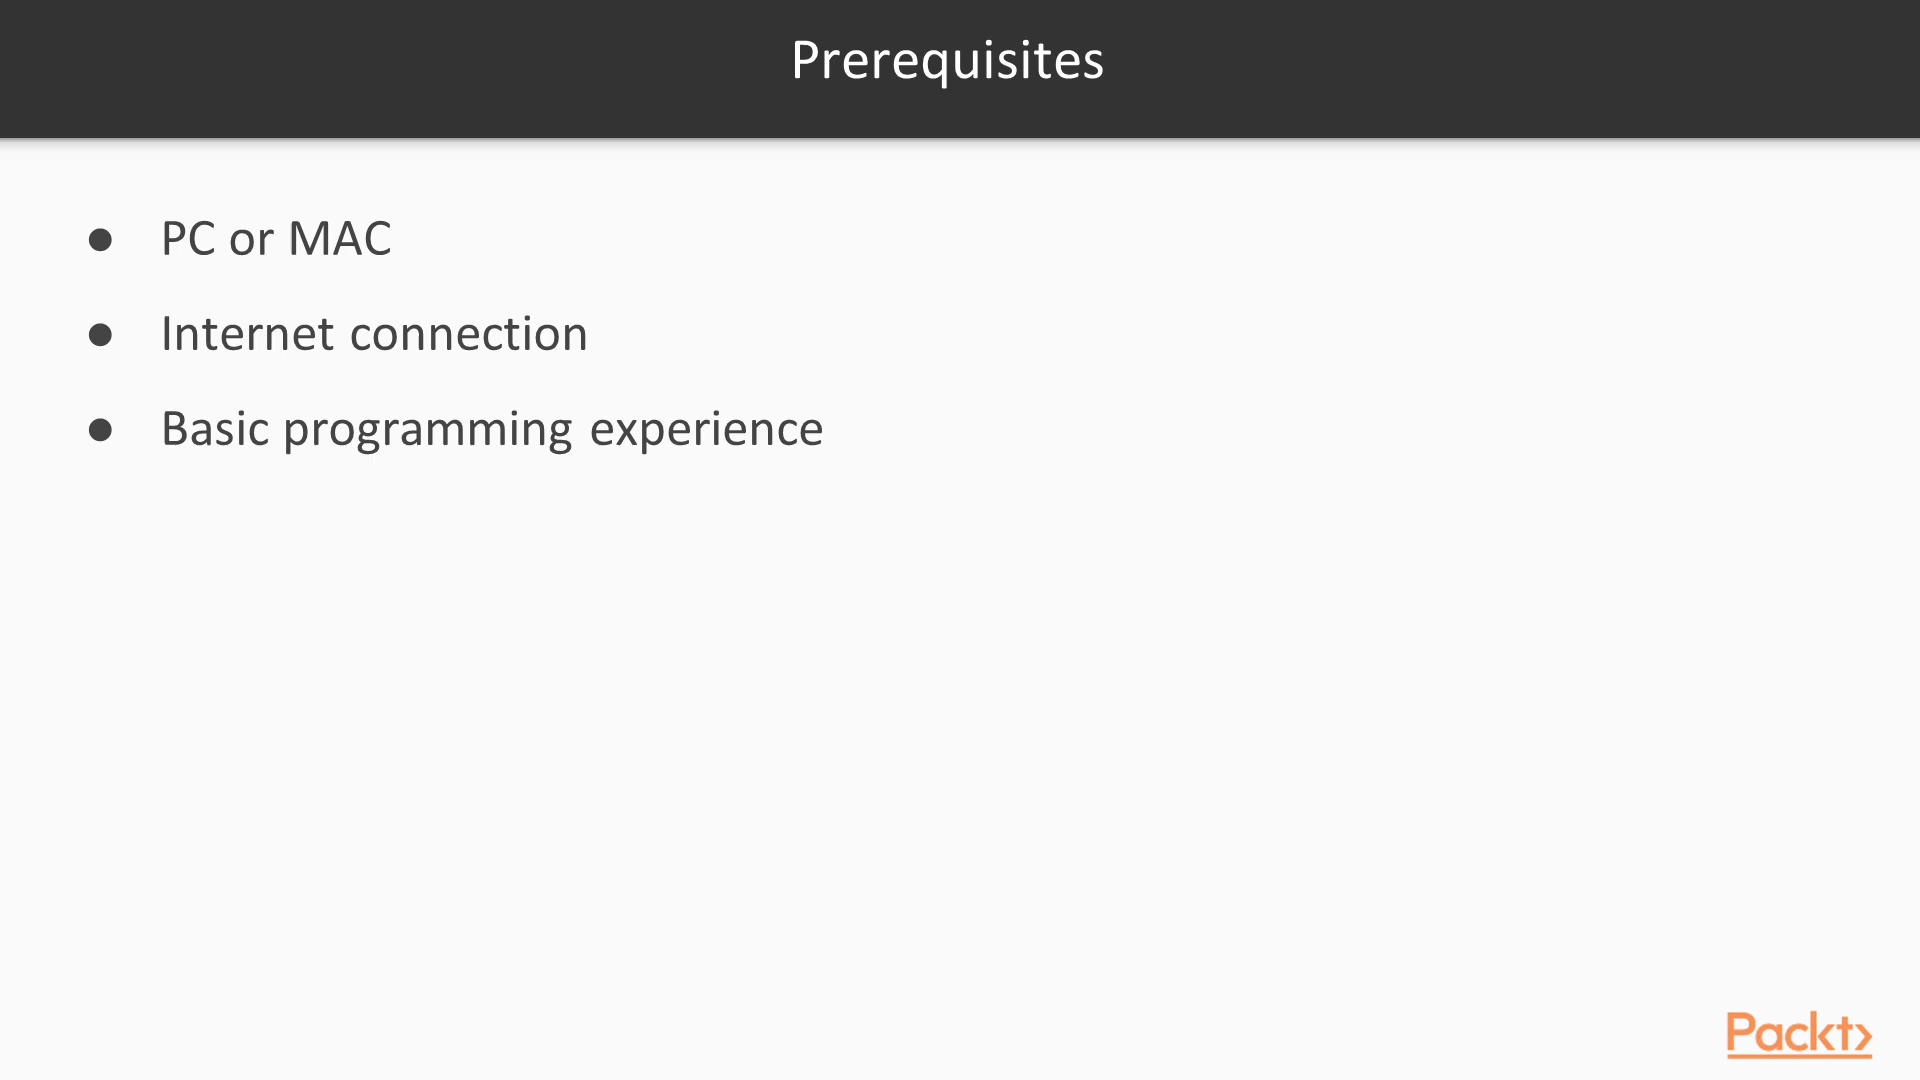 Prerequisites
● PC or MAC
● Internet connection
● Basic programming experience
Packt>